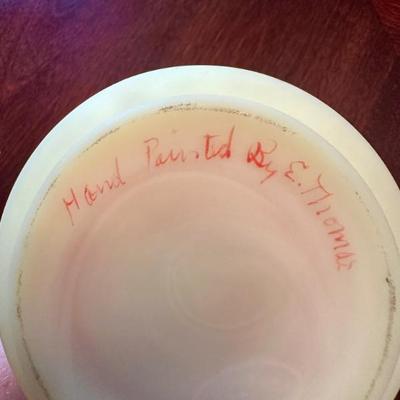 Hand Painted By E. Thomas